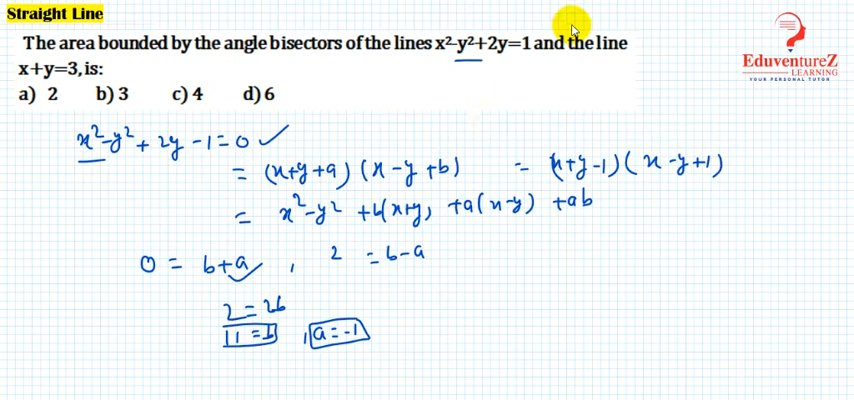 Straight Line
The area bounded by the angle bisectors of the lines x²-y²+2y=1 and the line
x+y=3, is:
a) 2 b) 3 c) 4 d) 6
EduventureZ
LEARNING
YOUR PERSONAL TUTOR
x²-y²+2y-1=0 ✓
= (x+y+a)(x-y+b) = (x+y-1)(x-y+1)
= x²-y²+b(x+y)+a(x-y)+ab
0 = b+a, 2 = b-a
2=2b
1=b, a=-1